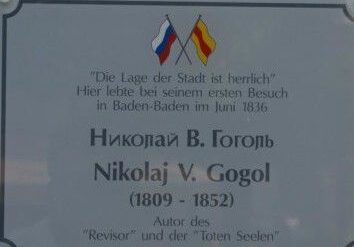 "Die Lage der Stadt ist herrlich"
Hier lebte bei seinem ersten Besuch
in Baden-Baden im Juni 1836
Николай В. Гоголь
Nikolaj V. Gogol
(1809 - 1852)
Autor des
"Revisor" und der "Toten Seelen"